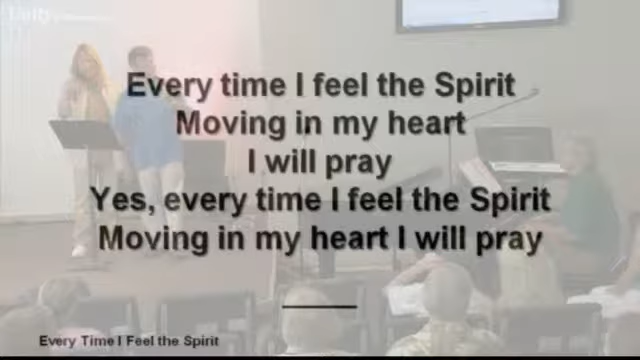 Every time I feel the Spirit
Moving in my heart
I will pray
Yes, every time I feel the Spirit
Moving in my heart I will pray
Every Time I Feel the Spirit